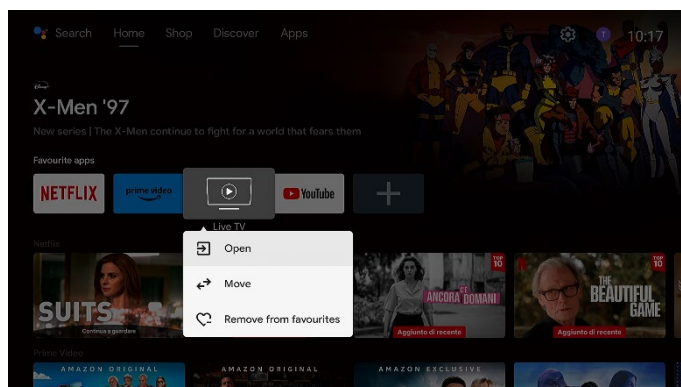 Search Home Shop Discover Apps
T 10:17
Disney+
X-Men '97
New series | The X-Men continue to fight for a world that fears them
Favourite apps
NETFLIX
prime video
YouTube
Live TV
Open
Move
Remove from favourites
Netflix
SUITS
Continua a guardare
TOP 10
ANCORA C'È DOMANI
Aggiunto di recente
TOP 10
THE BEAUTIFUL GAME
Aggiunto di recente
Prime Video
AMAZON ORIGINAL
AMAZON ORIGINAL
AMAZON EXCLUSIVE